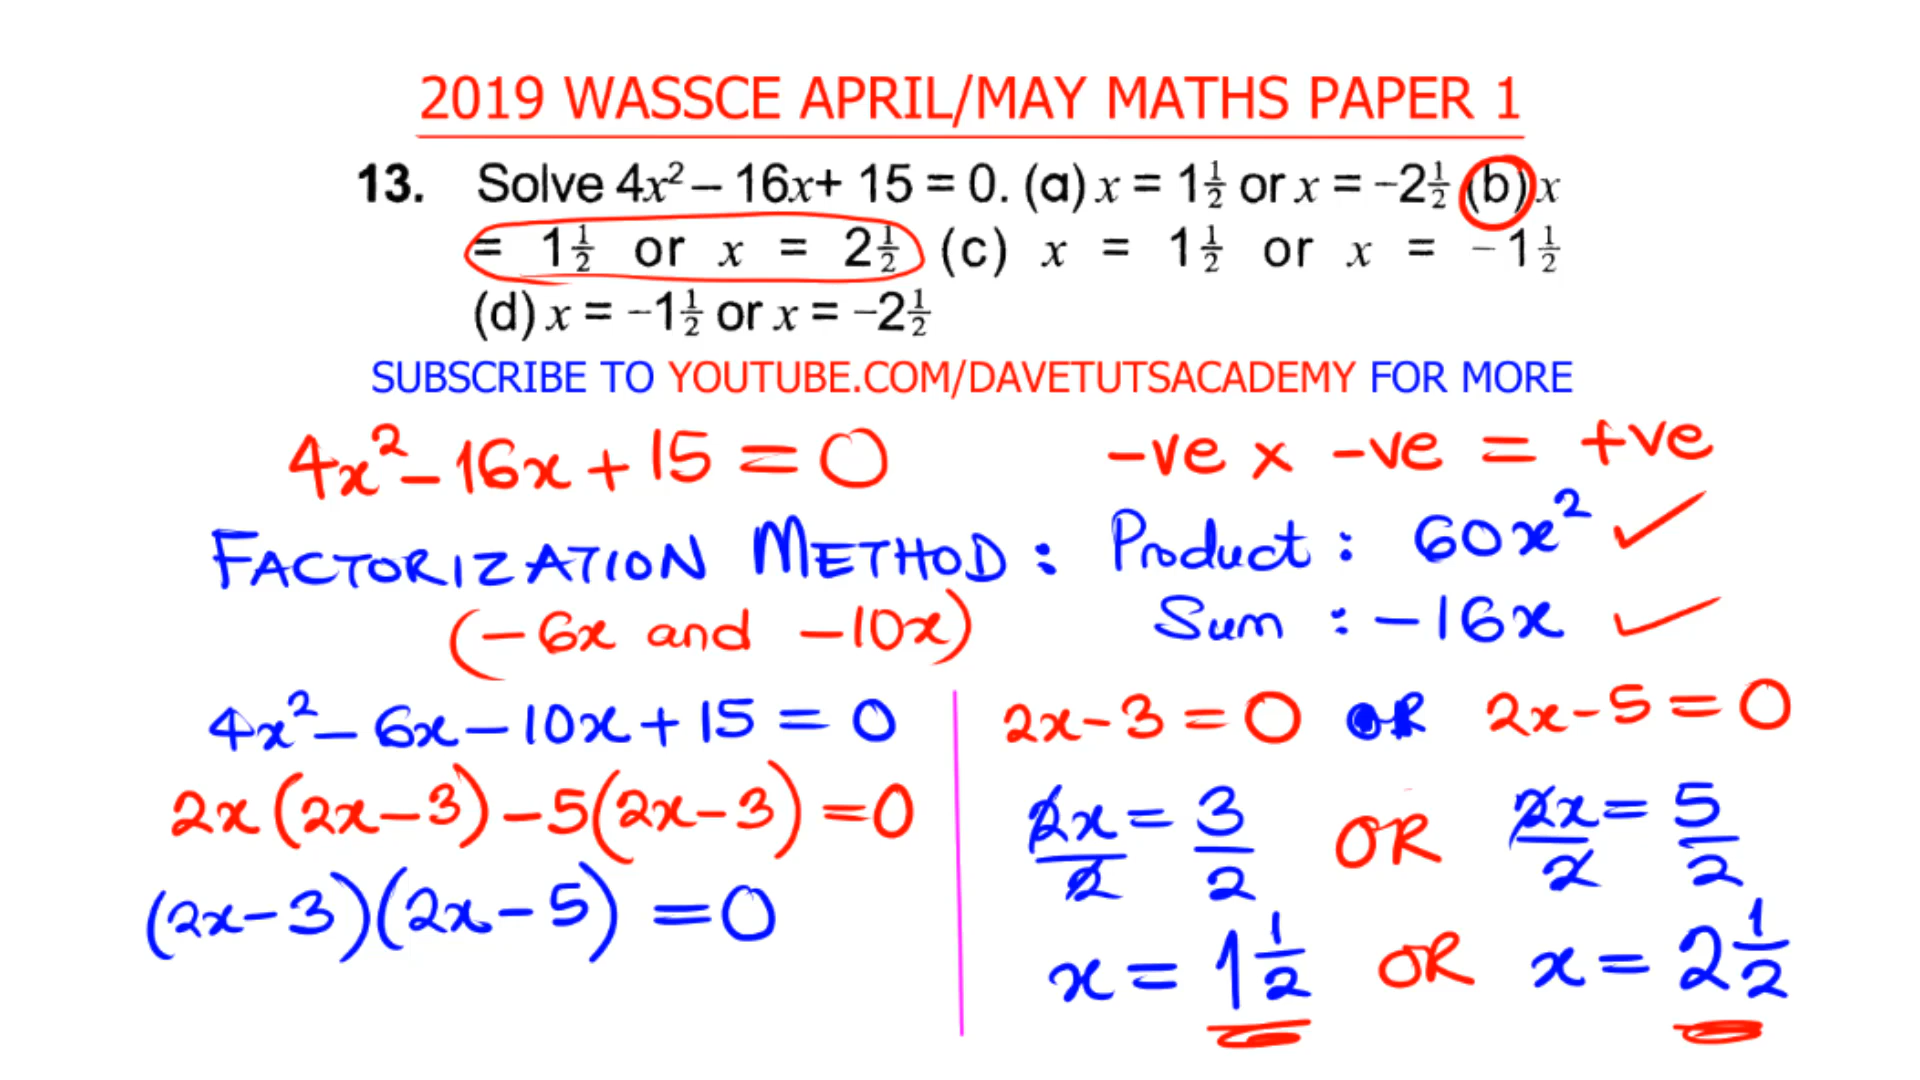 2019 WASSCE APRIL/MAY MATHS PAPER 1
13. Solve 4x² – 16x+ 15 = 0. (a) x = 1½ or x = –2½ (b) x
= 1½ or x = 2½ (c) x = 1½ or x = –1½
(d) x = –1½ or x = –2½
SUBSCRIBE TO YOUTUBE.COM/DAVETUTSACADEMY FOR MORE
4x² – 16x + 15 = 0
-ve x -ve = +ve
FACTORIZATION METHOD : Product : 60x² ✓
(–6x and –10x)
Sum : –16x ✓
4x² – 6x – 10x + 15 = 0
2x(2x–3) –5(2x–3) = 0
(2x–3)(2x–5) = 0
2x–3 = 0 OR 2x–5 = 0
2x/2 = 3/2 OR 2x/2 = 5/2
x = 1½ OR x = 2½